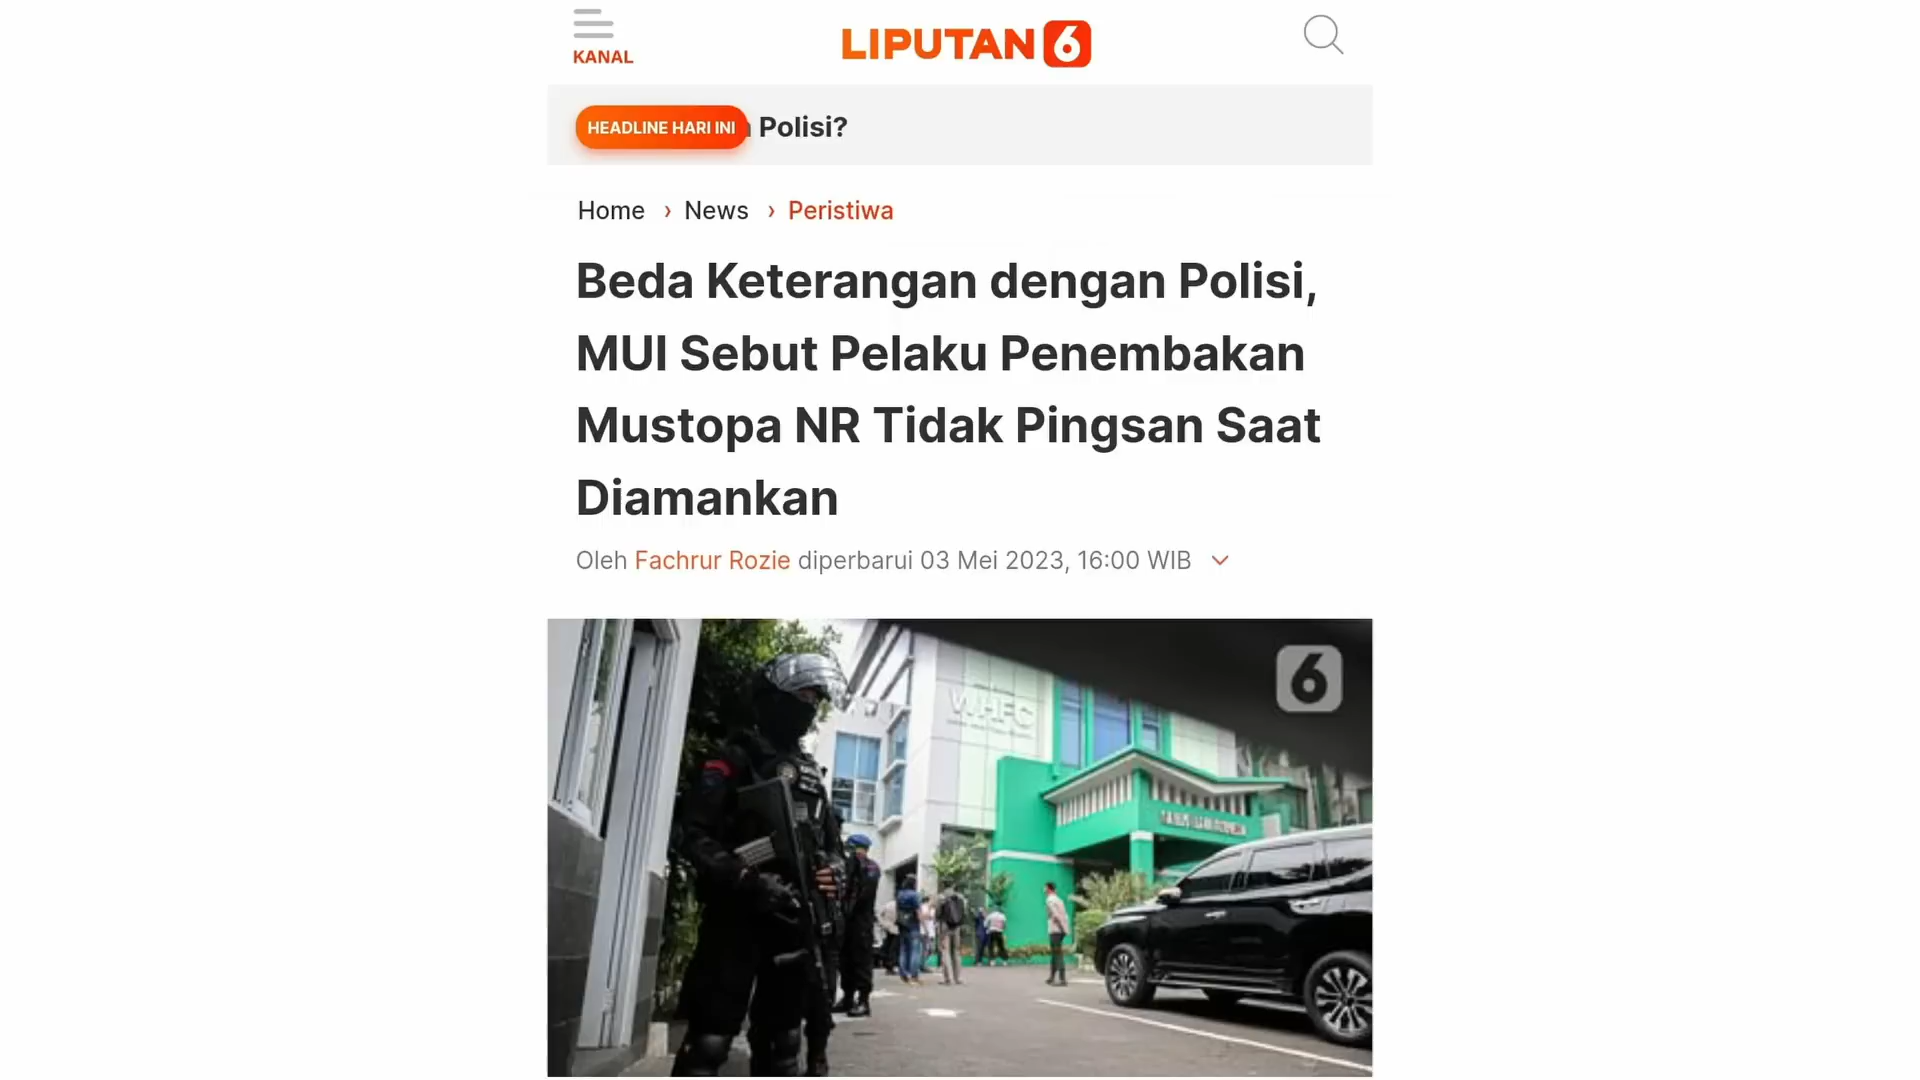 KANAL
LIPUTAN 6
HEADLINE HARI INI Polisi?
Home › News › Peristiwa
Beda Keterangan dengan Polisi,
MUI Sebut Pelaku Penembakan
Mustopa NR Tidak Pingsan Saat
Diamankan
Oleh Fachrur Rozie diperbarui 03 Mei 2023, 16:00 WIB
6
WHFC